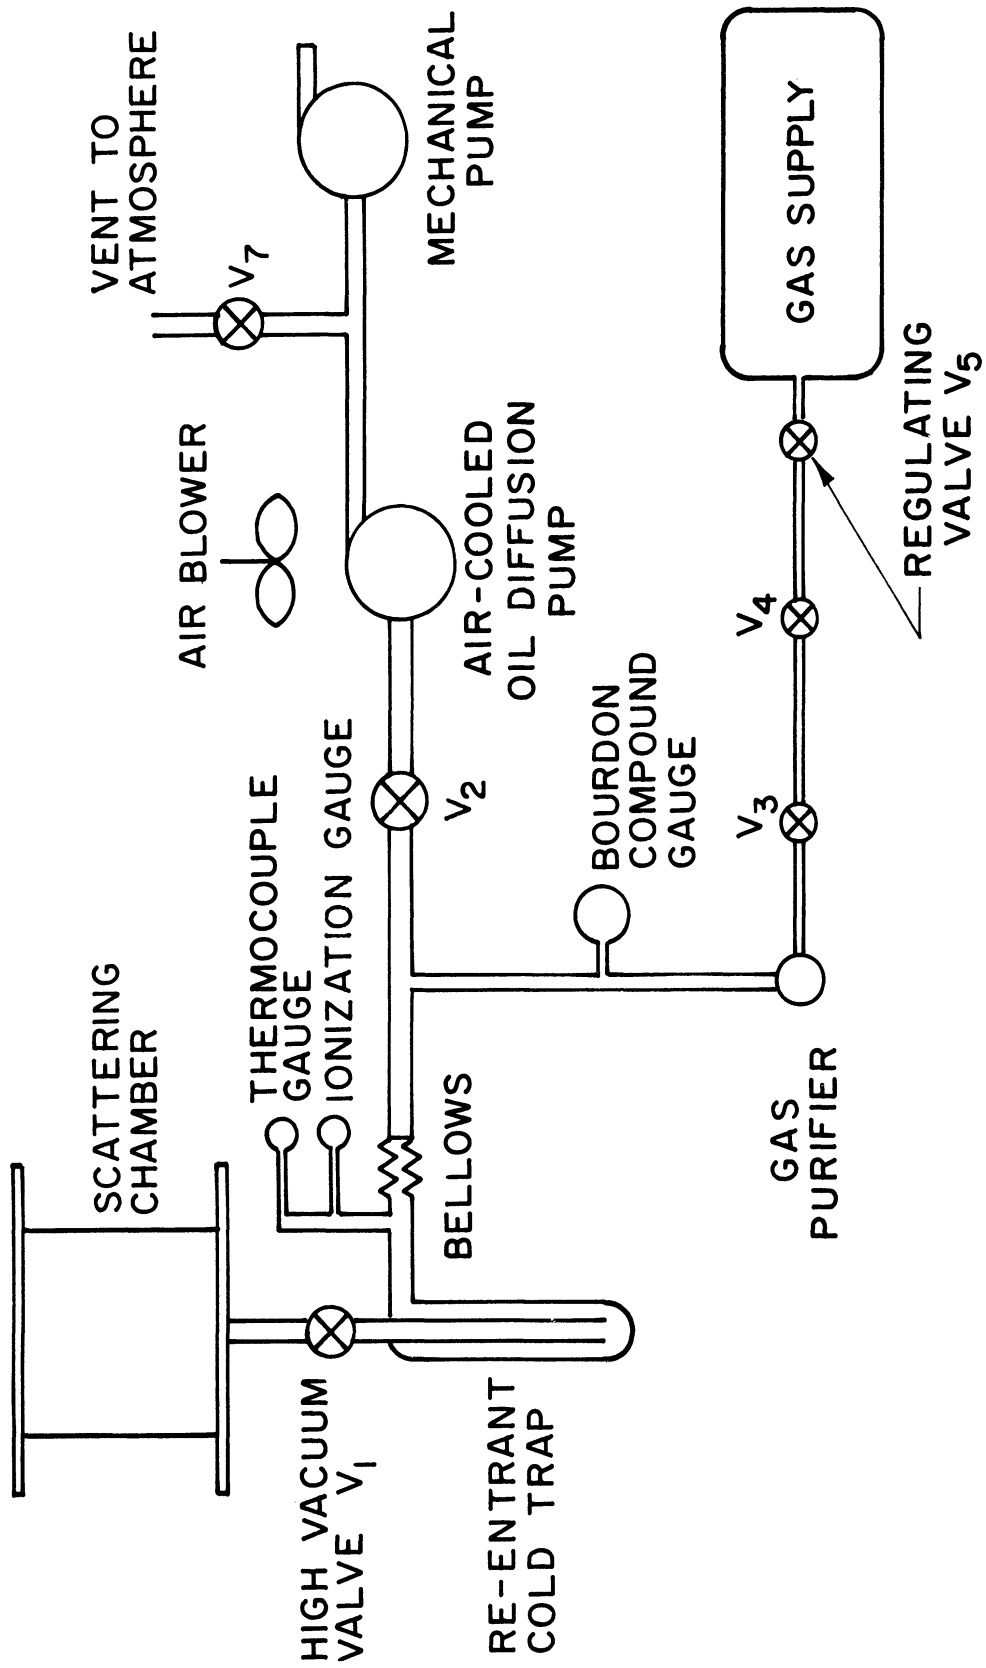 SCATTERING
CHAMBER
HIGH VACUUM
VALVE V1
RE-ENTRANT
COLD TRAP
THERMOCOUPLE
GAUGE
IONIZATION GAUGE
BELLOWS
GAS
PURIFIER
BOURDON
COMPOUND
GAUGE
V2
V3
V4
AIR BLOWER
AIR-COOLED
OIL DIFFUSION
PUMP
VENT TO
ATMOSPHERE
V7
MECHANICAL
PUMP
GAS SUPPLY
REGULATING
VALVE V5